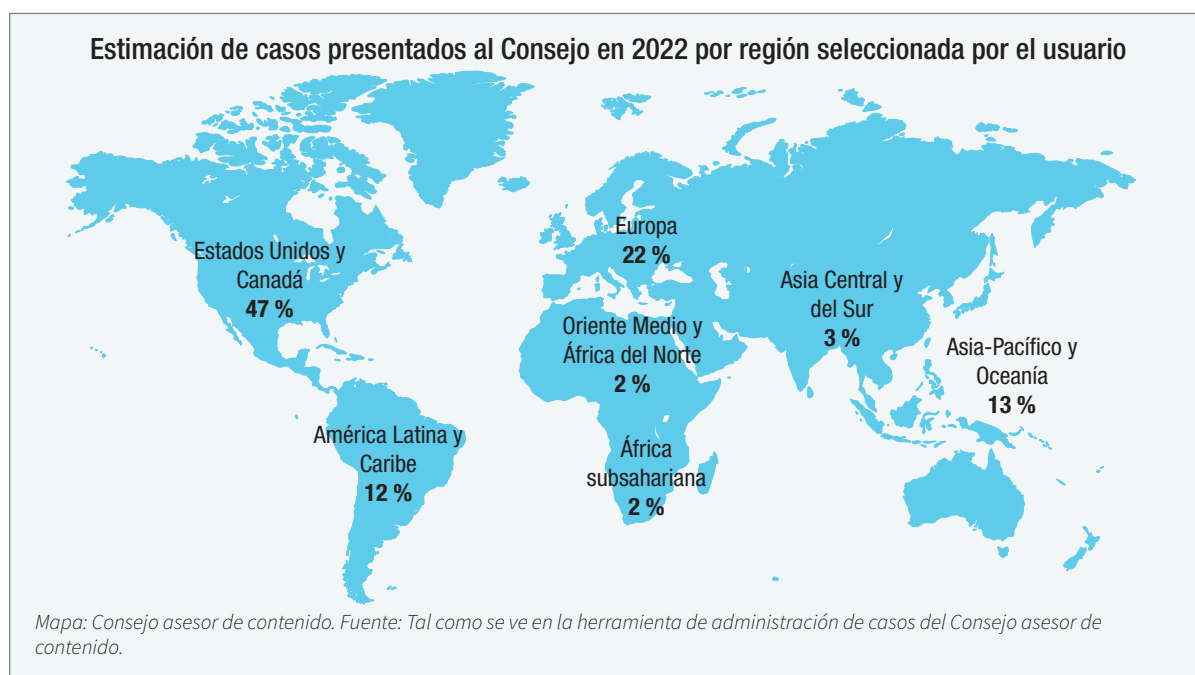 Estimación de casos presentados al Consejo en 2022 por región seleccionada por el usuario
Estados Unidos y
Canadá
47 %
Europa
22 %
Asia Central y
del Sur
3 %
Oriente Medio y
África del Norte
2 %
Asia-Pacífico y
Oceanía
13 %
América Latina y
Caribe
12 %
África
subsahariana
2 %
Mapa: Consejo asesor de contenido. Fuente: Tal como se ve en la herramienta de administración de casos del Consejo asesor de
contenido.